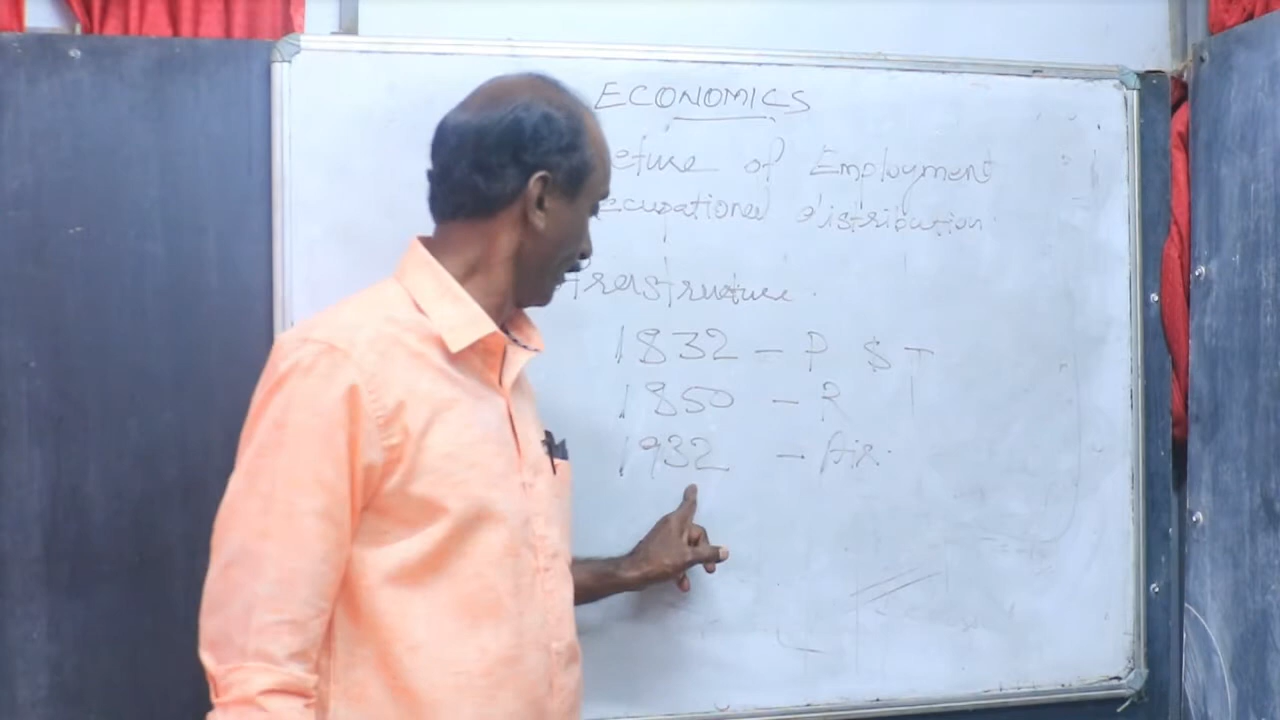 ECONOMICS
of Employment
distribution
1832 - P & T
1850 - R T
1932 - Air.